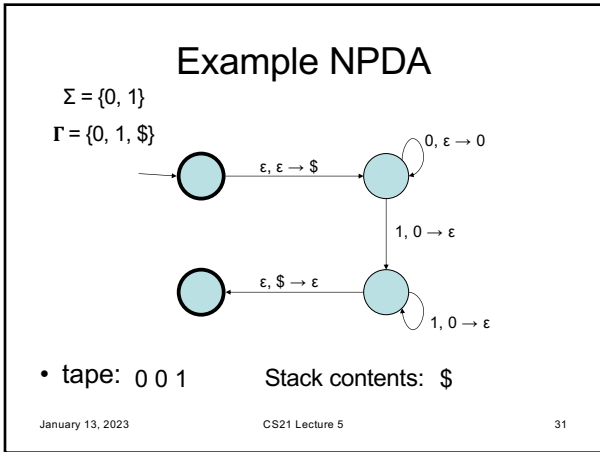 Example NPDA
Σ = {0, 1}
Γ = {0, 1, $}
ε, ε → $
0, ε → 0
1, 0 → ε
ε, $ → ε
1, 0 → ε
• tape: 0 0 1 Stack contents: $
January 13, 2023 CS21 Lecture 5 31